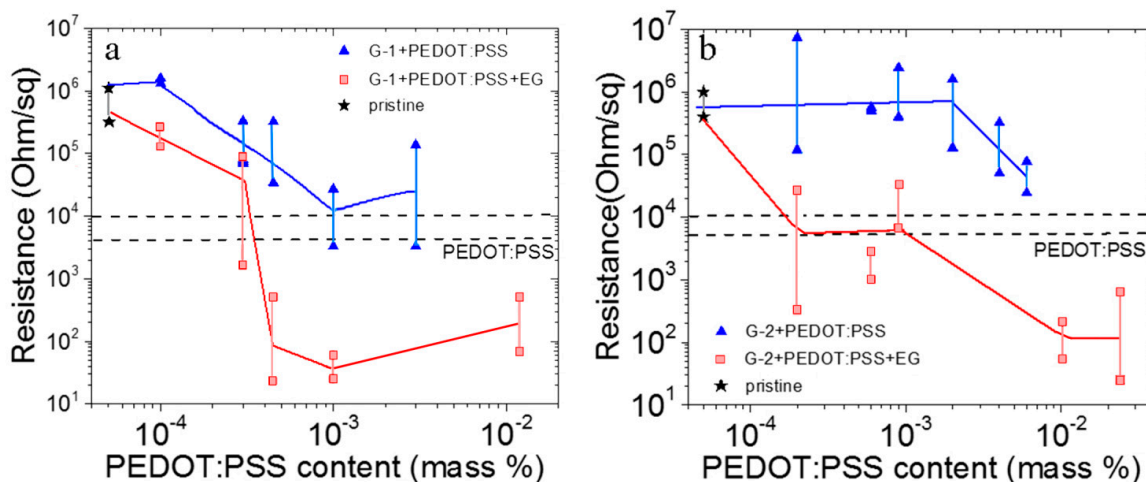 a
G-1+PEDOT:PSS
G-1+PEDOT:PSS+EG
pristine
PEDOT:PSS
Resistance (Ohm/sq)
10^7
10^6
10^5
10^4
10^3
10^2
10^1
10^-4
10^-3
10^-2
PEDOT:PSS content (mass %)
b
PEDOT:PSS
G-2+PEDOT:PSS
G-2+PEDOT:PSS+EG
pristine
Resistance(Ohm/sq)
10^7
10^6
10^5
10^4
10^3
10^2
10^1
10^-4
10^-3
10^-2
PEDOT:PSS content (mass %)